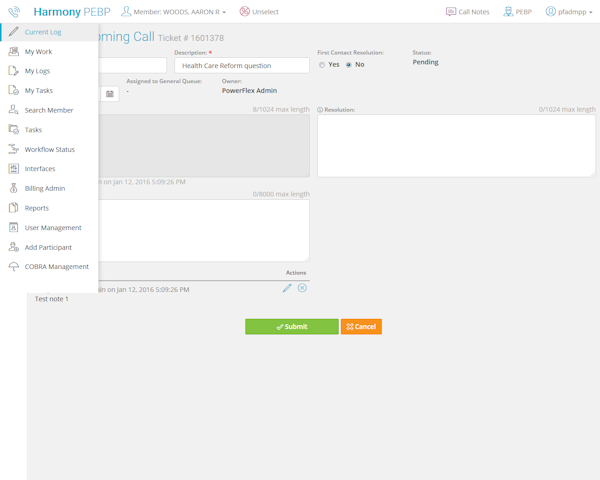 Harmony PEBP Member: WOODS, AARON R Unselect Call Notes PEBP pfadmpp
Current Log
My Work
My Logs
My Tasks
Search Member
Tasks
Workflow Status
Interfaces
Billing Admin
Reports
User Management
Add Participant
COBRA Management
oming Call Ticket # 1601378
Description: * First Contact Resolution: Status:
Health Care Reform question Yes No Pending
Assigned to General Queue: Owner:
- PowerFlex Admin
8/1024 max length Resolution: 0/1024 max length
in on Jan 12, 2016 5:09:26 PM
0/8000 max length
Actions
in on Jan 12, 2016 5:09:26 PM
Test note 1
Submit Cancel